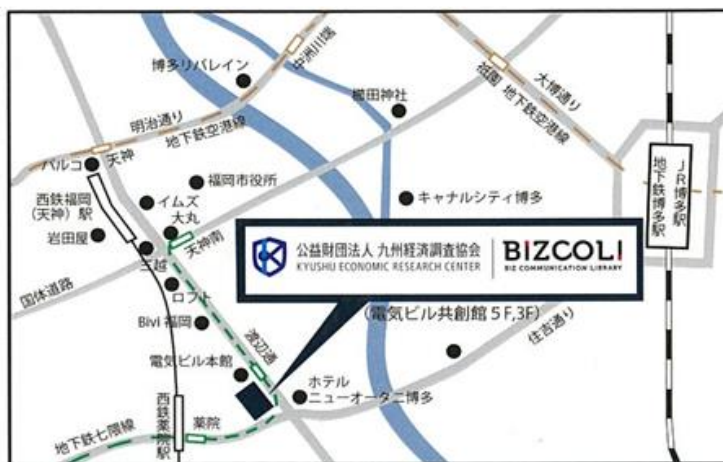 中洲川端
博多リバレイン
大博通り
祇園
地下鉄空港線
櫛田神社
明治通り
地下鉄空港線
天神
パルコ
JR博多駅
地下鉄博多駅
福岡市役所
西鉄福岡
(天神)駅
イムズ
キャナルシティ博多
大丸
岩田屋
天神南
三越
公益財団法人 九州経済調査協会
KYUSHU ECONOMIC RESEARCH CENTER
BIZCOLI
BIZ COMMUNICATION LIBRARY
国体道路
ロフト
(電気ビル共創館5F,3F)
Bivi福岡
渡辺通
住吉通り
電気ビル本館
ホテル
ニューオータニ博多
西鉄薬院駅
薬院
地下鉄七隈線